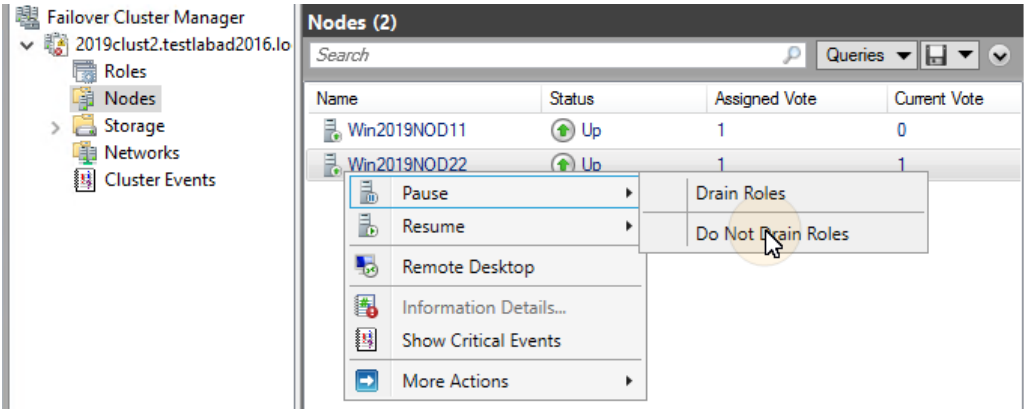 Failover Cluster Manager
2019clust2.testlabad2016.lo
Roles
Nodes
Storage
Networks
Cluster Events
Nodes (2)
Search
Queries
Name Status Assigned Vote Current Vote
Win2019NOD11 Up 1 0
Win2019NOD22 Up 1 1
Pause
Resume
Remote Desktop
Information Details...
Show Critical Events
More Actions
Drain Roles
Do Not Drain Roles